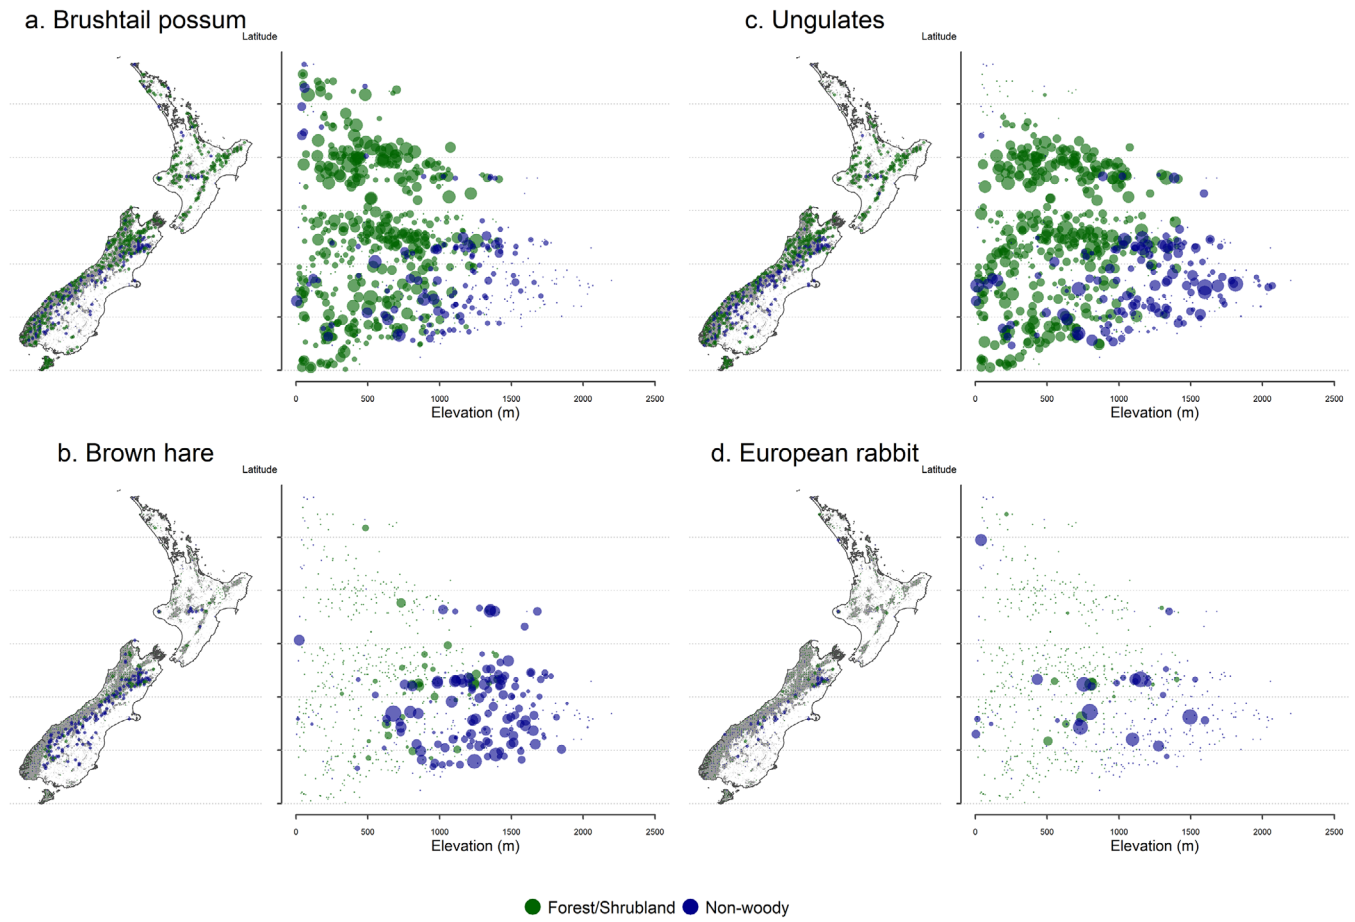 a. Brushtail possum
Latitude
0 500 1000 1500 2000 2500
Elevation (m)
c. Ungulates
Latitude
0 500 1000 1500 2000 2500
Elevation (m)
b. Brown hare
Latitude
0 500 1000 1500 2000 2500
Elevation (m)
d. European rabbit
Latitude
0 500 1000 1500 2000 2500
Elevation (m)
Forest/Shrubland Non-woody